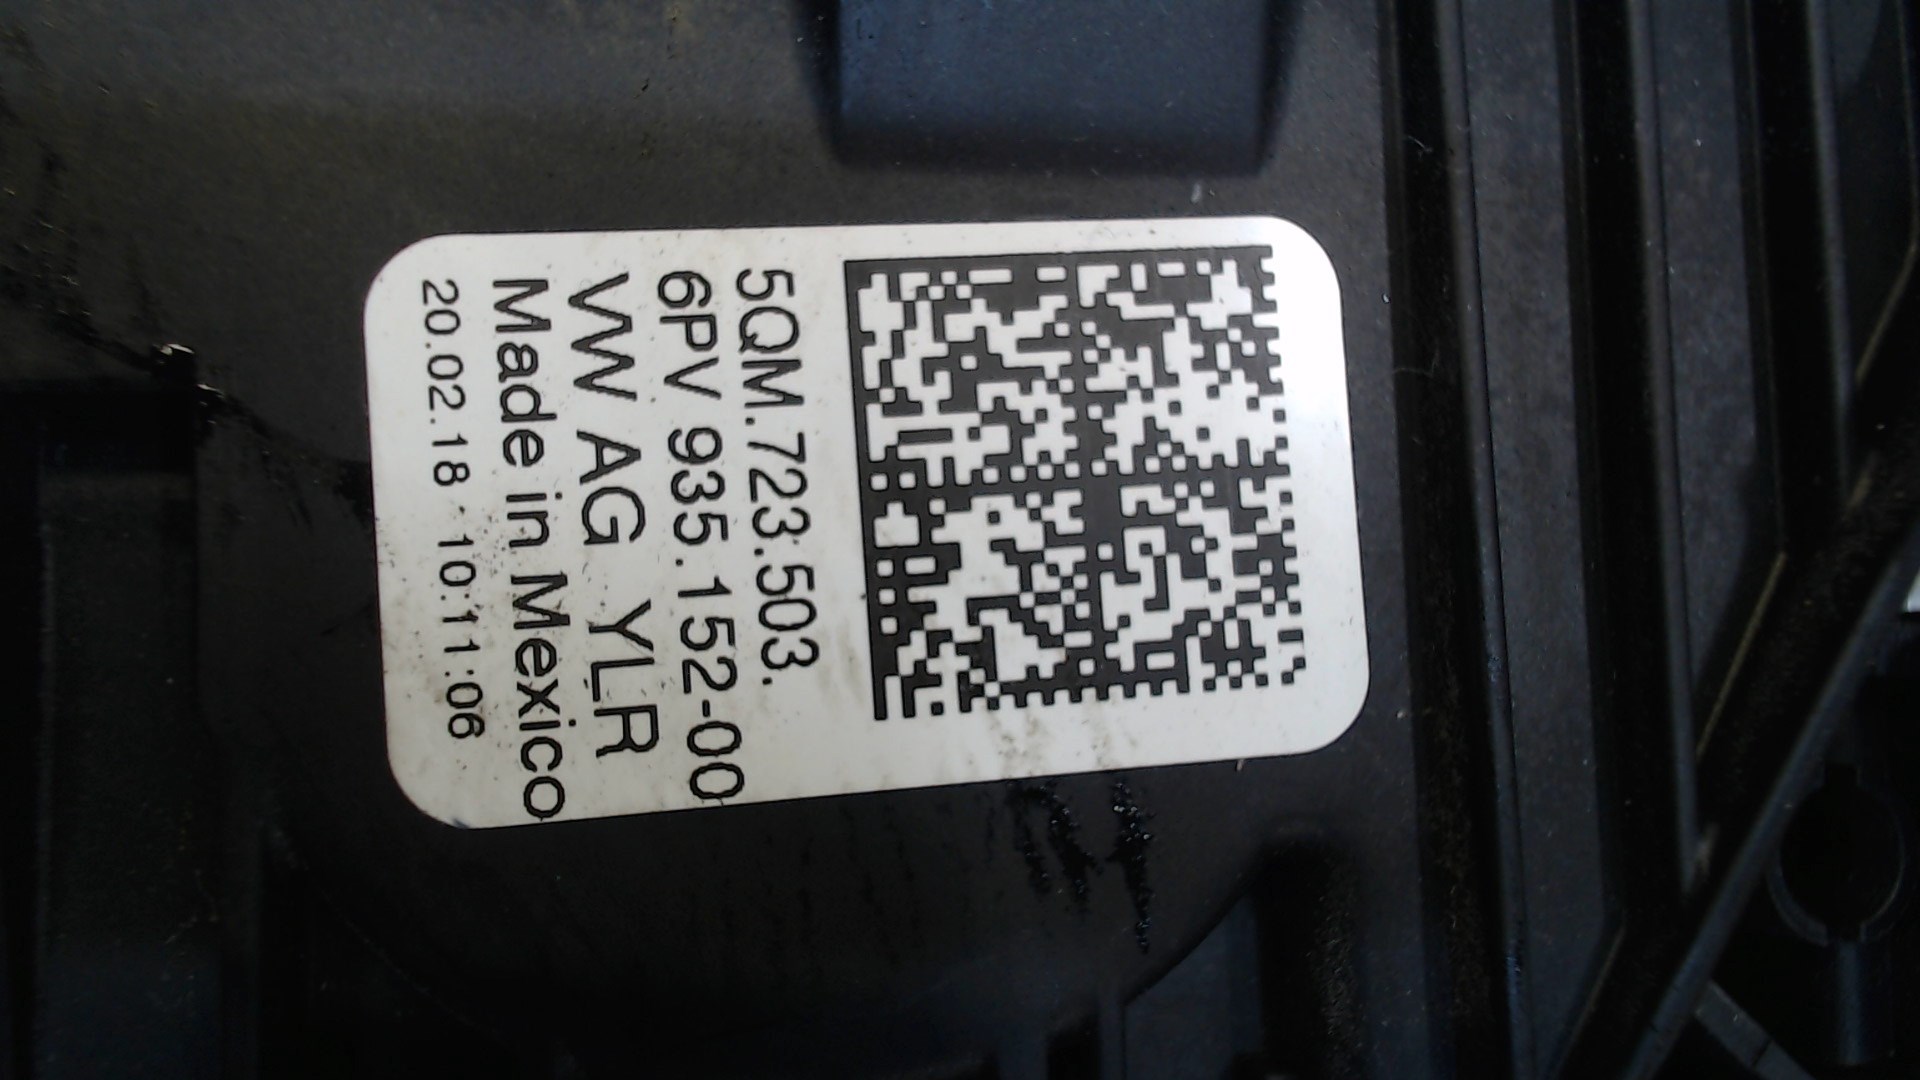 5QM.723.503.
6PV 935.152-00
VW AG YLR
Made in Mexico
20.02.18 10:11:06